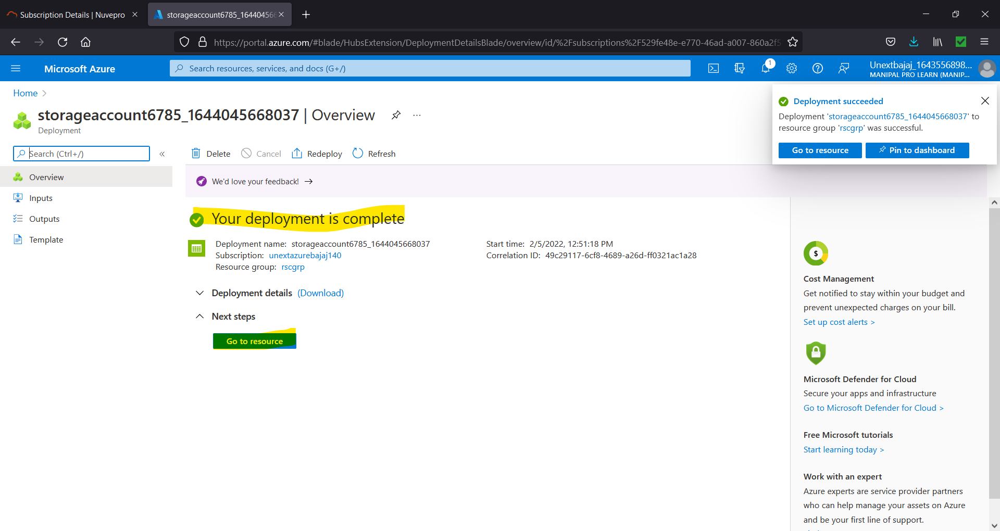 Subscription Details | Nuvepro
storageaccount6785_164404566
https://portal.azure.com/#blade/HubsExtension/DeploymentDetailsBlade/overview/id/%2Fsubscriptions%2F529fe48e-e770-46ad-a007-860a2f5
Microsoft Azure
Search resources, services, and docs (G+/)
1
Unextbajaj_1643556898...
MANIPAL PRO LEARN (MANIP...
Home
storageaccount6785_1644045668037 | Overview
...
Deployment
Search (Ctrl+/)
«
Delete
Cancel
Redeploy
Refresh
Deployment succeeded
Deployment 'storageaccount6785_1644045668037' to
resource group 'rscgrp' was successful.
Go to resource
Pin to dashboard
Overview
Inputs
Outputs
Template
We'd love your feedback! →
Your deployment is complete
Deployment name: storageaccount6785_1644045668037
Subscription: unextazurebajaj140
Resource group: rscgrp
Start time: 2/5/2022, 12:51:18 PM
Correlation ID: 49c29117-6cf8-4689-a26d-ff0321ac1a28
Deployment details (Download)
Next steps
Go to resource
$
Cost Management
Get notified to stay within your budget and
prevent unexpected charges on your bill.
Set up cost alerts >
Microsoft Defender for Cloud
Secure your apps and infrastructure
Go to Microsoft Defender for Cloud >
Free Microsoft tutorials
Start learning today >
Work with an expert
Azure experts are service provider partners
who can help manage your assets on Azure
and be your first line of support.